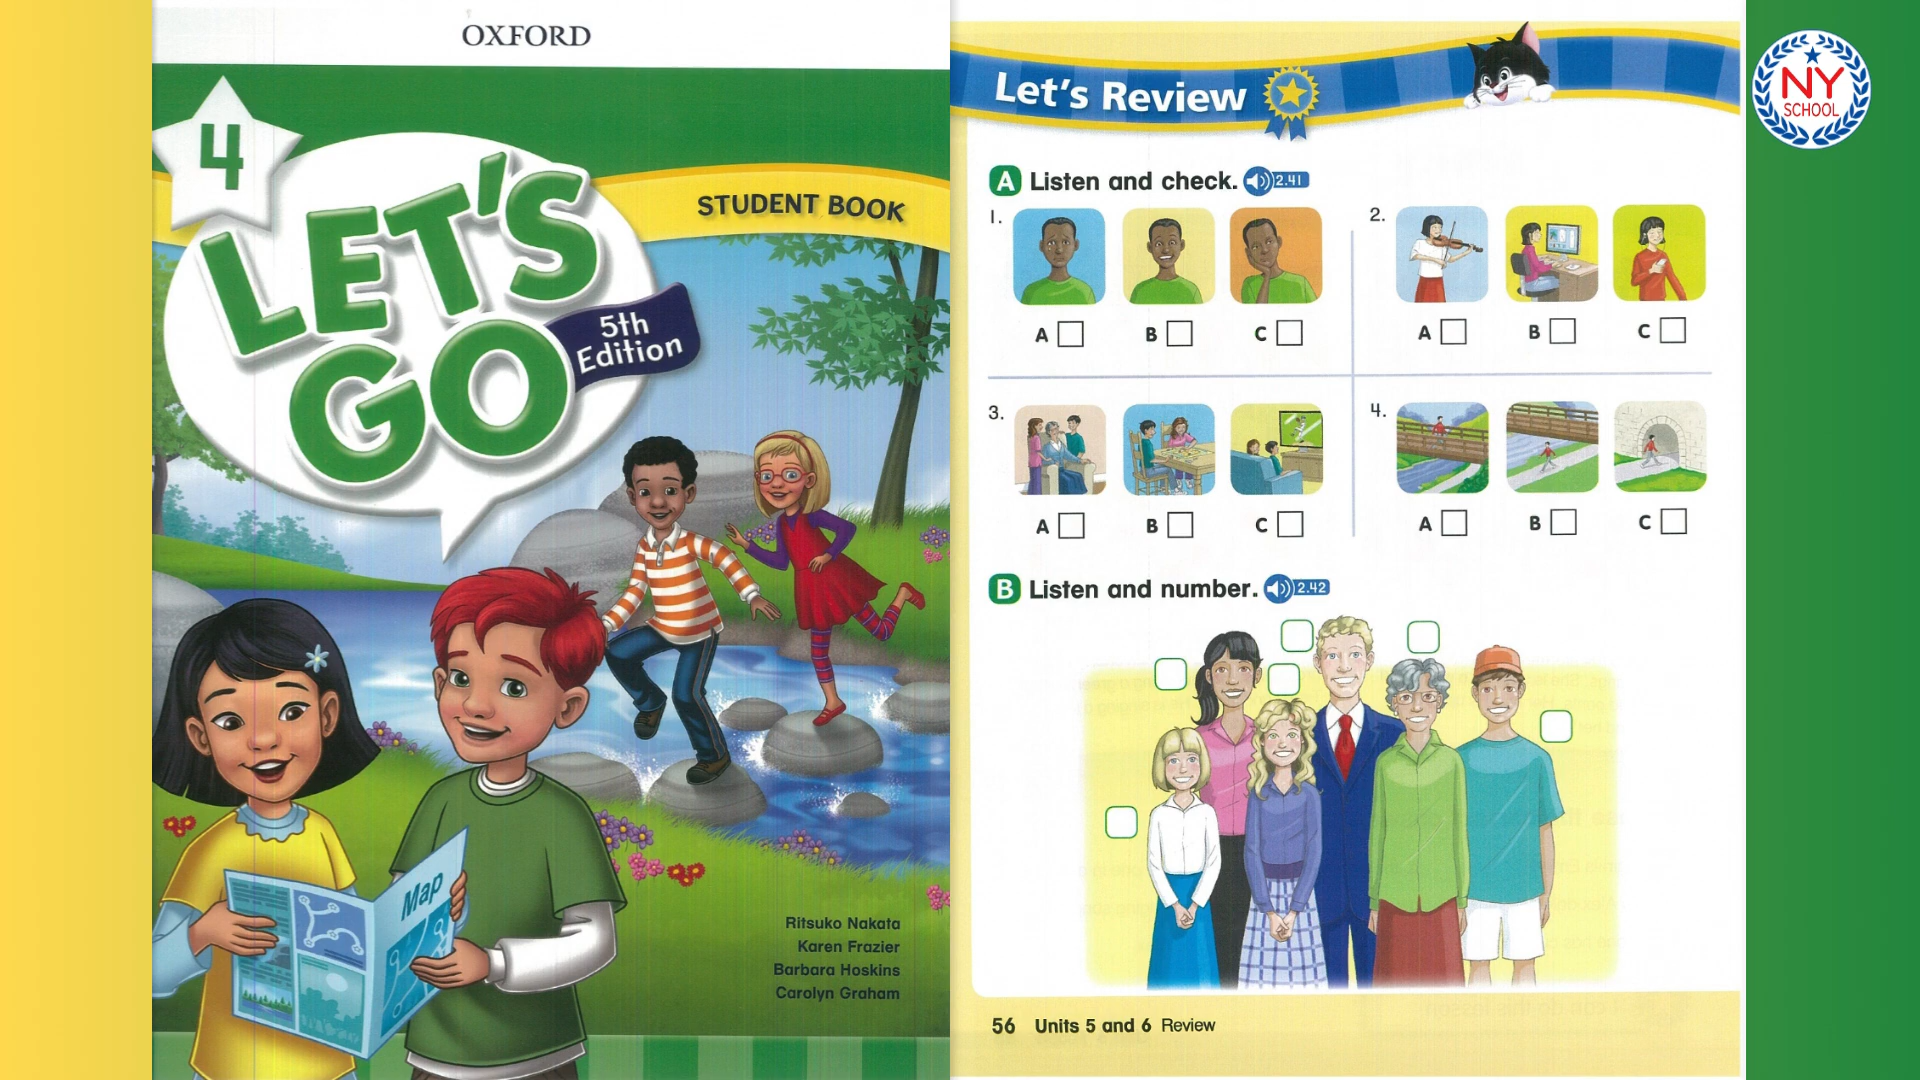 OXFORD
4
LET'S
GO
5th
Edition
STUDENT BOOK
Map
Ritsuko Nakata
Karen Frazier
Barbara Hoskins
Carolyn Graham
Let's Review
A Listen and check. 2.41
1.
A
B
C
2.
A
B
C
3.
A
B
C
4.
A
B
C
B Listen and number. 2.42
56 Units 5 and 6 Review
NY
SCHOOL